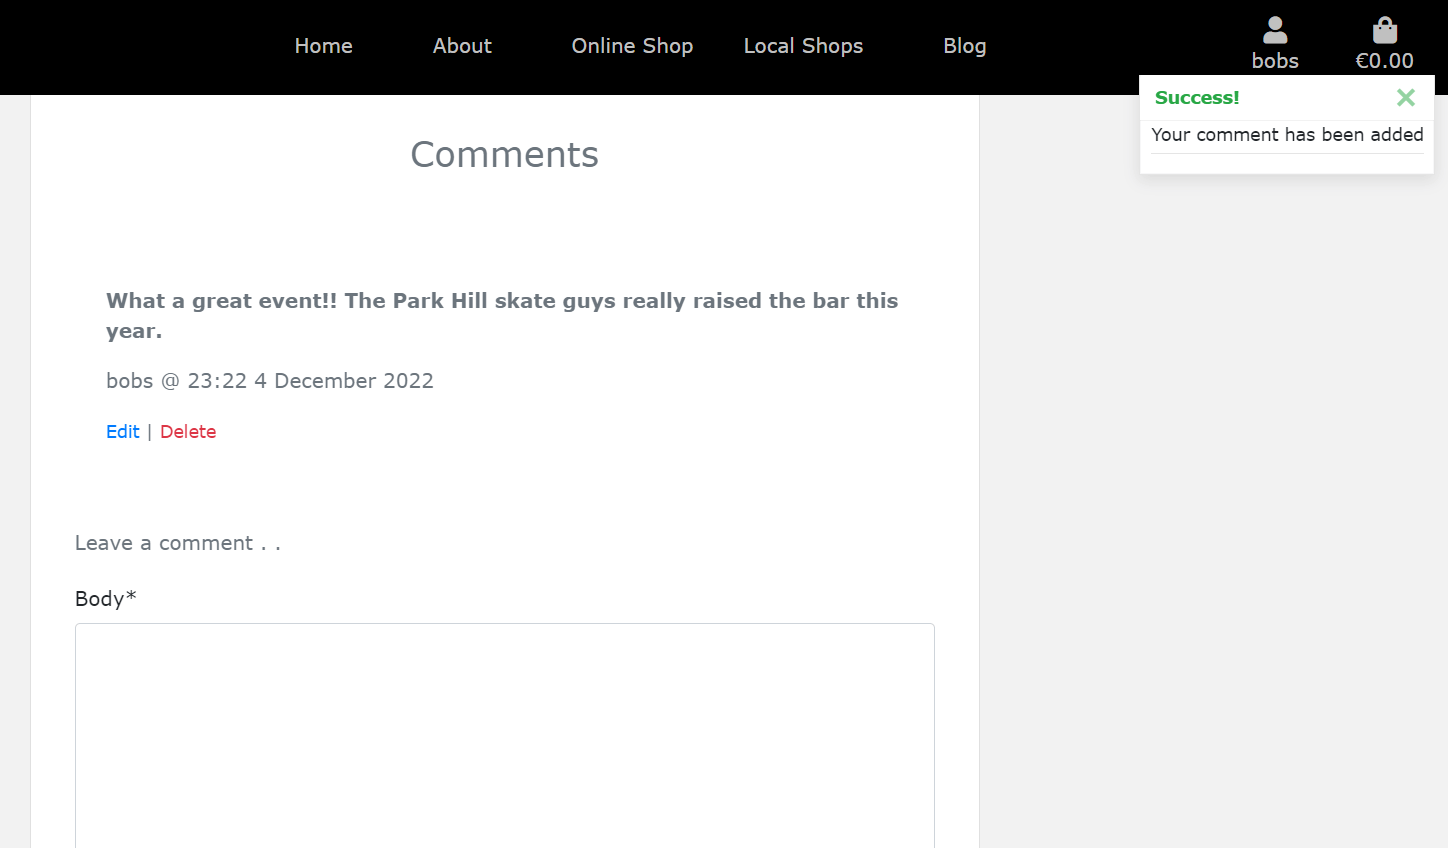 Home About Online Shop Local Shops Blog
bobs €0.00
Success!
Your comment has been added
Comments
What a great event!! The Park Hill skate guys really raised the bar this
year.
bobs @ 23:22 4 December 2022
Edit | Delete
Leave a comment . .
Body*